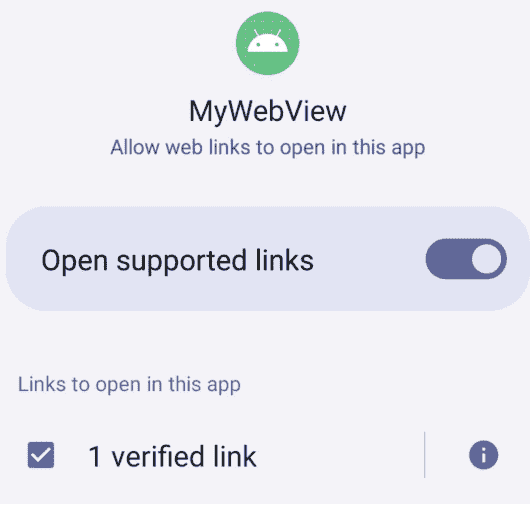 MyWebView
Allow web links to open in this app
Open supported links
Links to open in this app
1 verified link